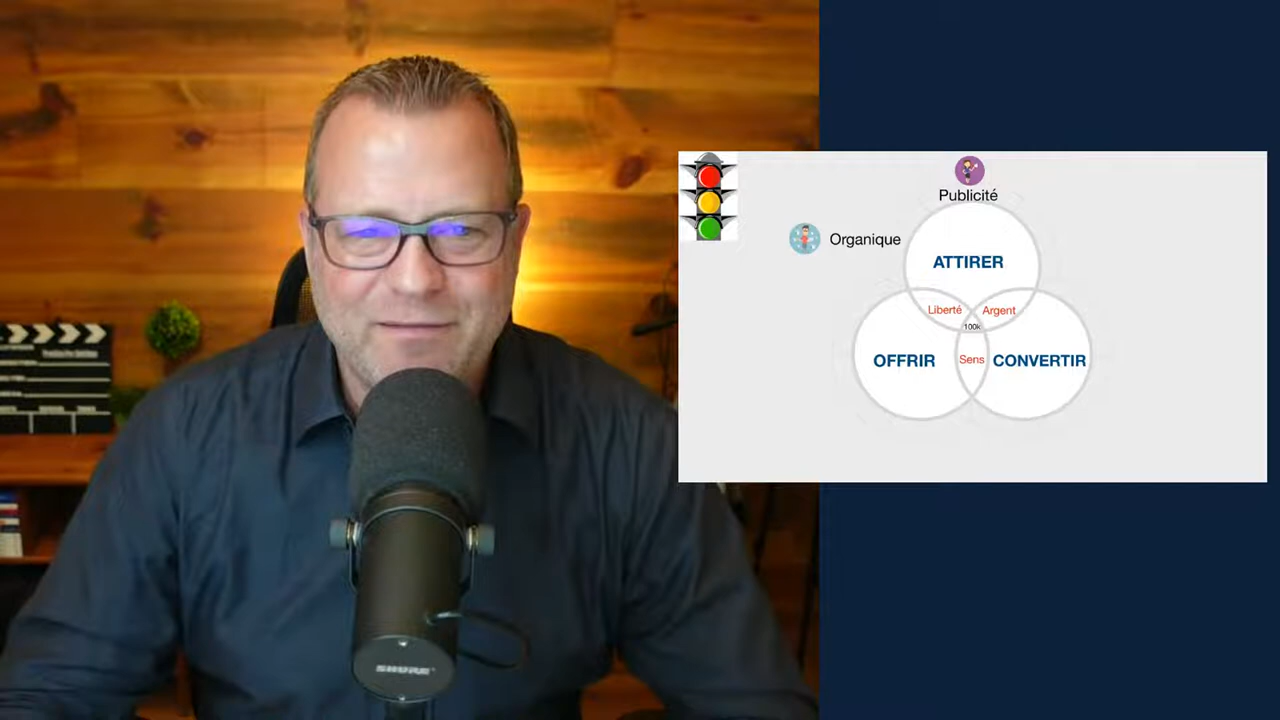 Publicité
Organique
ATTIRER
Liberté
Argent
100k
OFFRIR
Sens
CONVERTIR
SHURE